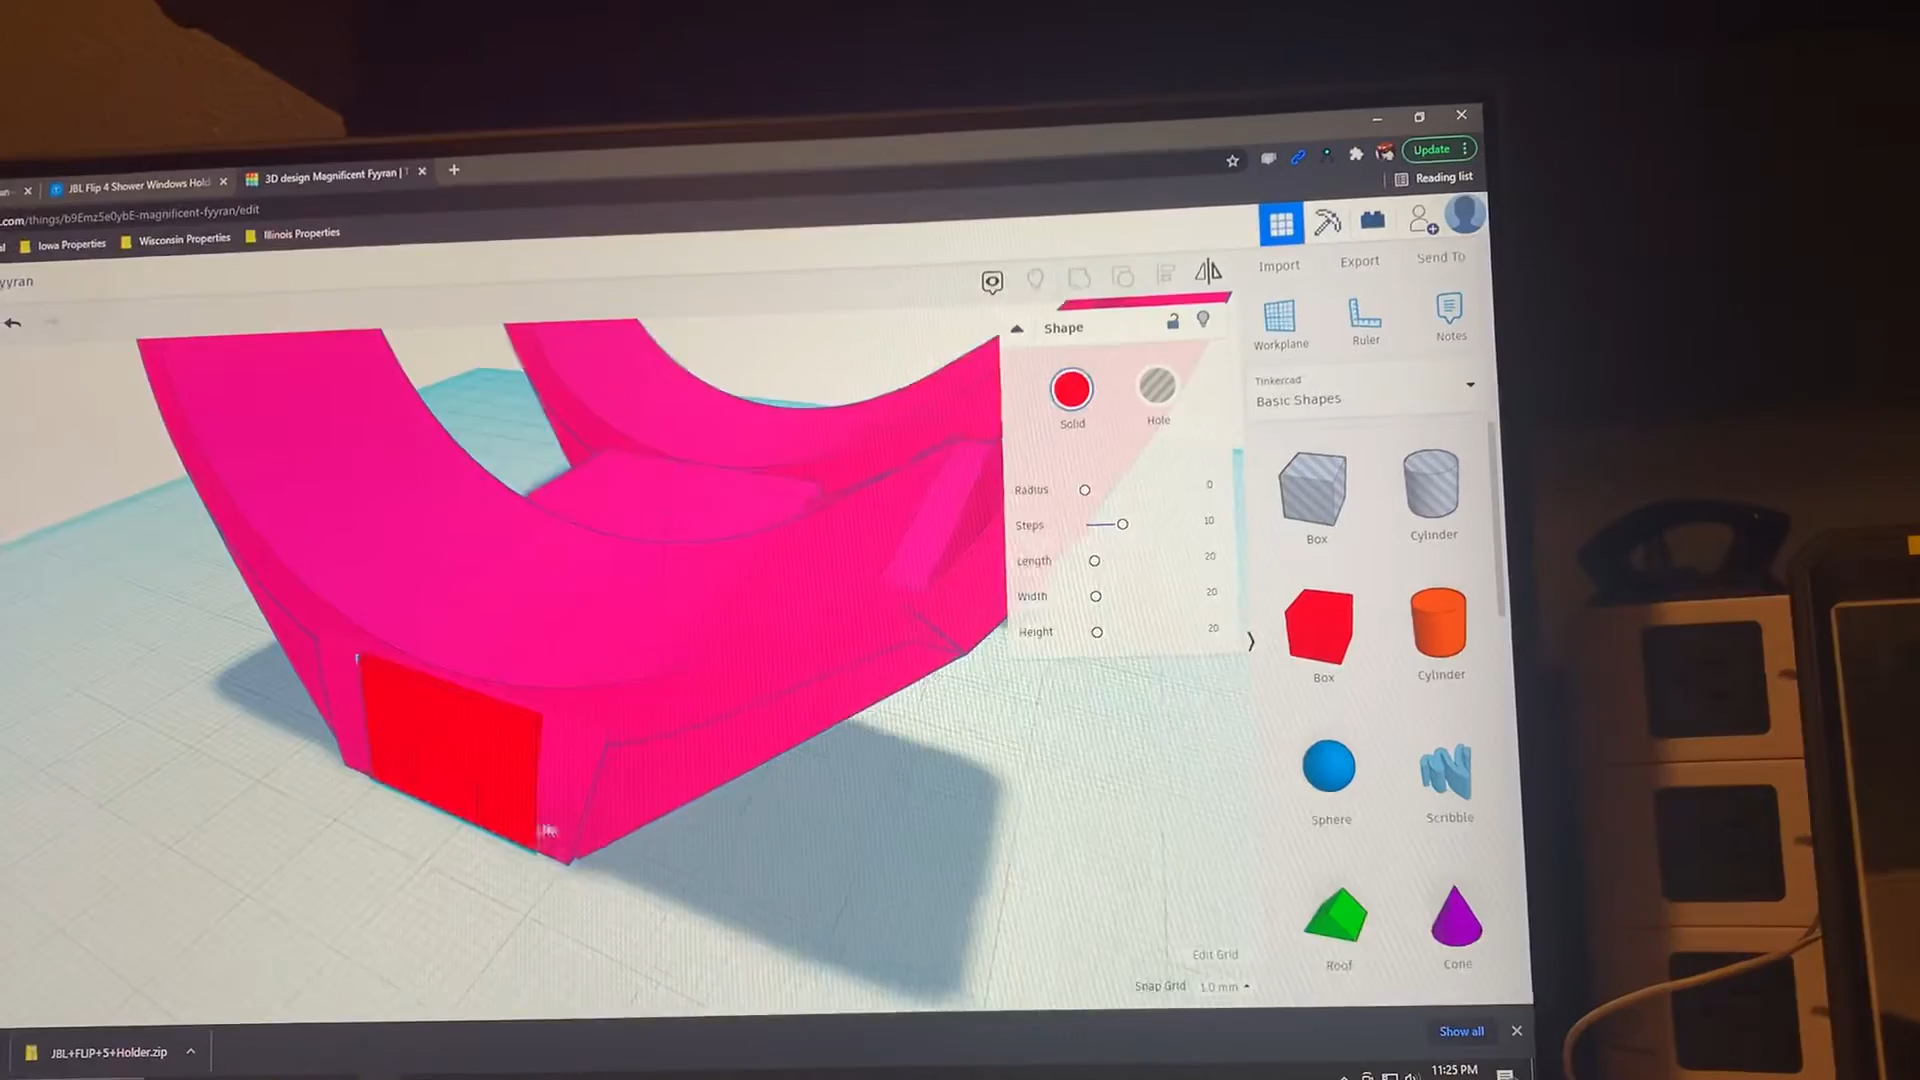 JBL Flip 4 Shower Windows Hold
3D design Magnificent Fyyran |
Update
Reading list
.com/things/b9Emz5e0ybE-magnificent-fyyran/edit
Iowa Properties
Wisconsin Properties
Illinois Properties
yyran
Import
Export
Send To
Workplane
Ruler
Notes
Shape
Solid
Hole
Radius 0
Steps 10
Length 20
Width 20
Height 20
Tinkercad
Basic Shapes
Box
Cylinder
Box
Cylinder
Sphere
Scribble
Roof
Cone
Edit Grid
Snap Grid 1.0 mm
JBL+FLIP+5+Holder.zip
Show all
11:25 PM